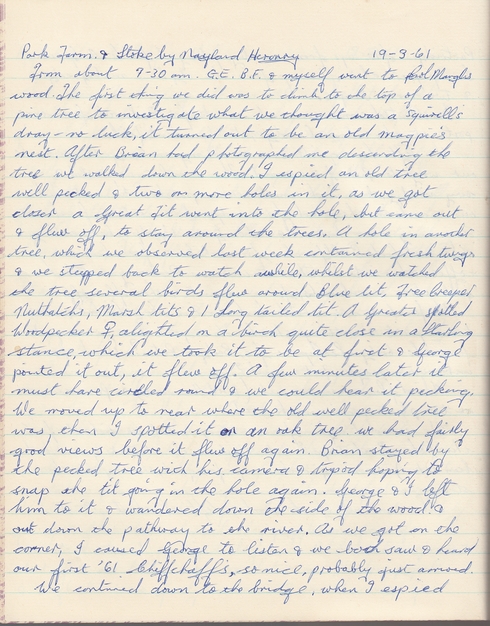 Park Farm. & Stoke by Nayland Heronry 19-3-61
From about 7-30 am. G.E. B.F. & myself went to
wood. The first thing we did was to climb to the top of a
pine tree to investigate what we thought was a squirrell's
dray - no luck, it turned out to be an old magpie's
nest. After Brian had photographed me descending the
tree we walked down the wood, I espied an old tree
well pecked & two or more holes in it, as we got
closer a Great Tit went into the hole, but came out
& flew off, to stay around the trees. A hole in another
tree, which we observed last week contained fresh twigs
& we stepped back to watch awhile, whilst we watched
the tree several birds flew around Blue tit, Treecreeper
Nuthatchs, Marsh tits & 1 Long tailed tit. A Greater spotted
Woodpecker ♀, alighted on a birch quite close in a starling
stance, which we took it to be at first & George
pointed it out, it flew off. A few minutes later it
must have circled round & we could hear it pecking.
We moved up to near where the old well pecked tree
was, then I spotted it on an oak tree we had fairly
good views before it flew off again. Brian stayed by
the pecked tree with his camera & tripod hoping to
snap the tit going in the hole again. George & I left
him to it & wandered down the side of the wood &
out down the pathway to the river. As we got on the
corner, I caused George to listen & we both saw & heard
our first '61 Chiffchaffs, so nice, probably just arrived.
We continued down to the bridge, when I espied